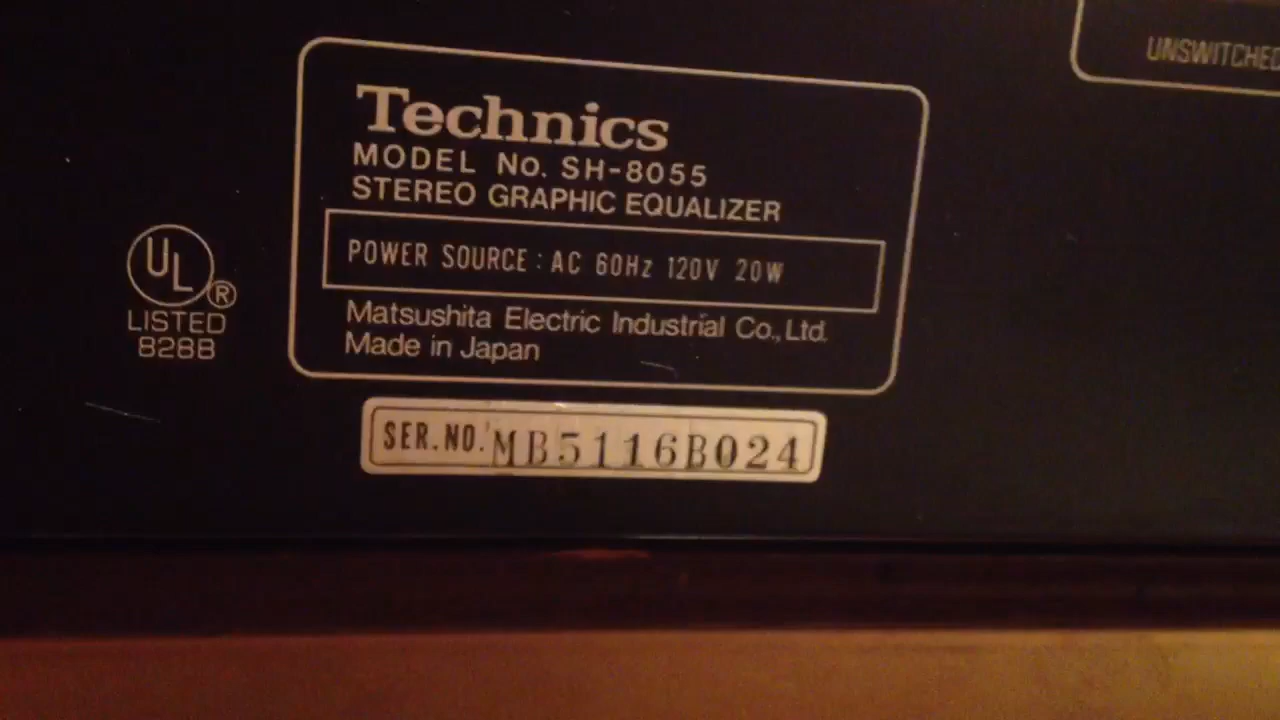 UNSWITCHED
Technics
MODEL No. SH-8055
STEREO GRAPHIC EQUALIZER
POWER SOURCE : AC 60Hz 120V 20W
Matsushita Electric Industrial Co., Ltd.
Made in Japan
UL ®
LISTED
828B
SER.NO. MB5116B024